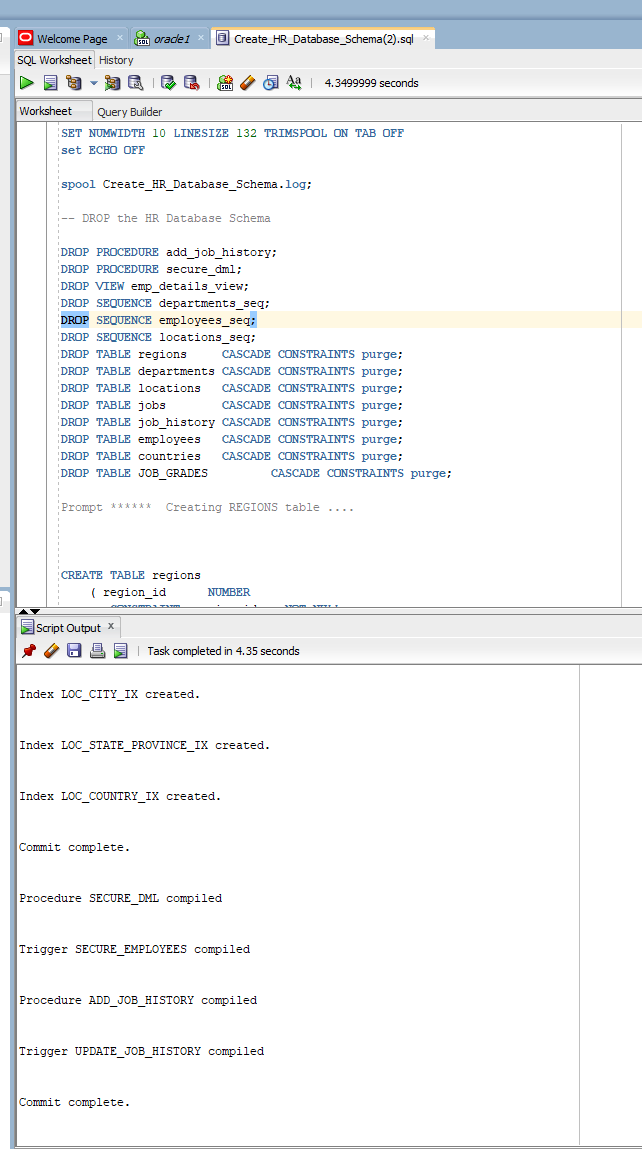 Welcome Page × SQL oracle1 × Create_HR_Database_Schema(2).sql ×
SQL Worksheet History
SQL Aa 4.3499999 seconds
Worksheet Query Builder
SET NUMWIDTH 10 LINESIZE 132 TRIMSPOOL ON TAB OFF
set ECHO OFF
spool Create_HR_Database_Schema.log;
-- DROP the HR Database Schema
DROP PROCEDURE add_job_history;
DROP PROCEDURE secure_dml;
DROP VIEW emp_details_view;
DROP SEQUENCE departments_seq;
DROP SEQUENCE employees_seq;
DROP SEQUENCE locations_seq;
DROP TABLE regions     CASCADE CONSTRAINTS purge;
DROP TABLE departments CASCADE CONSTRAINTS purge;
DROP TABLE locations   CASCADE CONSTRAINTS purge;
DROP TABLE jobs        CASCADE CONSTRAINTS purge;
DROP TABLE job_history CASCADE CONSTRAINTS purge;
DROP TABLE employees   CASCADE CONSTRAINTS purge;
DROP TABLE countries   CASCADE CONSTRAINTS purge;
DROP TABLE JOB_GRADES         CASCADE CONSTRAINTS purge;
Prompt ******  Creating REGIONS table ....
CREATE TABLE regions
( region_id      NUMBER
Script Output ×
Task completed in 4.35 seconds
Index LOC_CITY_IX created.
Index LOC_STATE_PROVINCE_IX created.
Index LOC_COUNTRY_IX created.
Commit complete.
Procedure SECURE_DML compiled
Trigger SECURE_EMPLOYEES compiled
Procedure ADD_JOB_HISTORY compiled
Trigger UPDATE_JOB_HISTORY compiled
Commit complete.